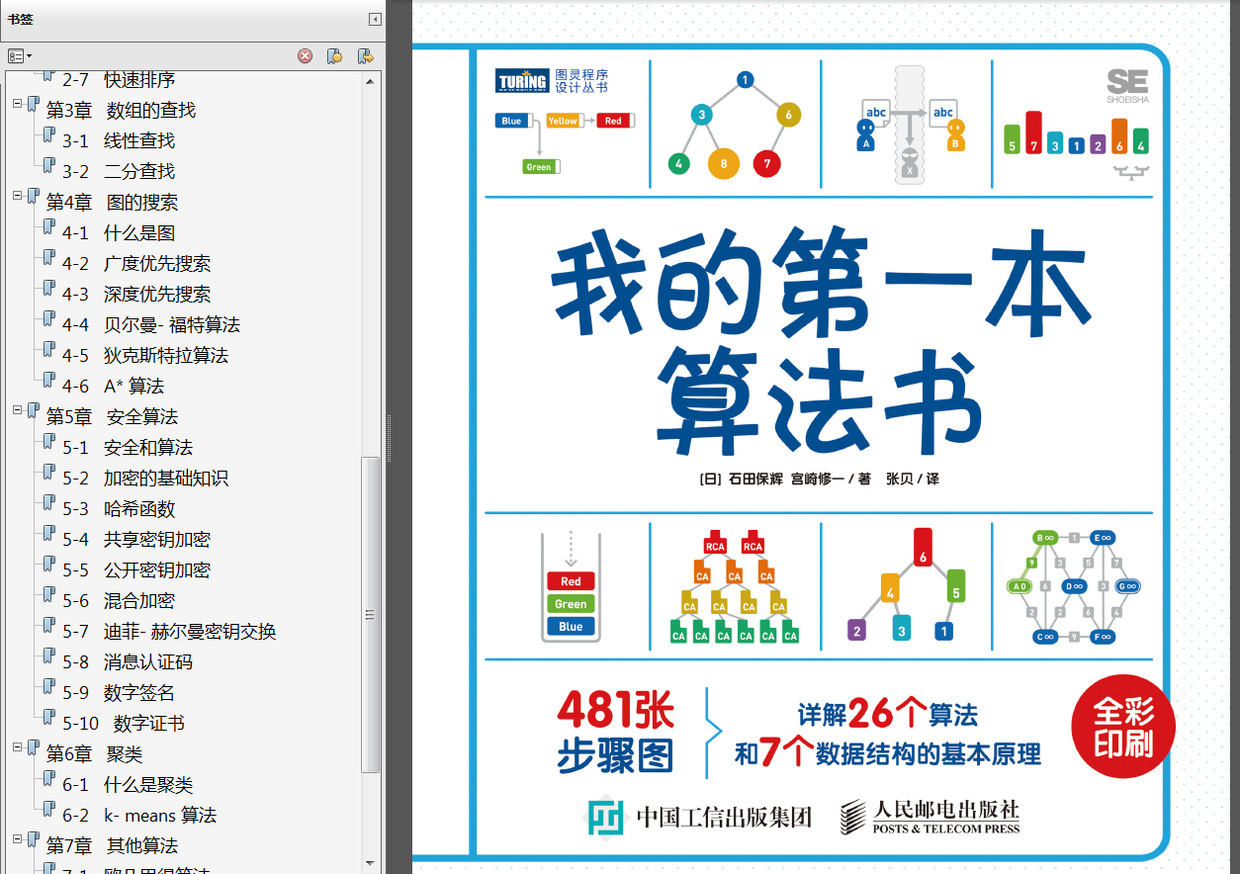 书签
2-7 快速排序
第3章 数组的查找
3-1 线性查找
3-2 二分查找
第4章 图的搜索
4-1 什么是图
4-2 广度优先搜索
4-3 深度优先搜索
4-4 贝尔曼- 福特算法
4-5 狄克斯特拉算法
4-6 A* 算法
第5章 安全算法
5-1 安全和算法
5-2 加密的基础知识
5-3 哈希函数
5-4 共享密钥加密
5-5 公开密钥加密
5-6 混合加密
5-7 迪菲- 赫尔曼密钥交换
5-8 消息认证码
5-9 数字签名
5-10 数字证书
第6章 聚类
6-1 什么是聚类
6-2 k- means 算法
第7章 其他算法
TURING 图灵程序
设计丛书
Blue Yellow Red
Green
1
3 6
4 8 7
abc abc
A B
X
SE
SHOEISHA
5 7 3 1 2 6 4
我的第一本
算法书
[日] 石田保辉 宫崎修一 / 著 张贝 / 译
Red
Green
Blue
RCA RCA
CA CA CA
CA CA CA CA
CA CA CA CA CA CA
6
4 5
2 3 1
B∞ 1 E∞
9 3 5 7
A 0 6 D∞ 3 G∞
2 2 6 4
C∞ 9 F∞
481张
步骤图
详解26个算法
和7个数据结构的基本原理
全彩
印刷
中国工信出版集团
人民邮电出版社
POSTS & TELECOM PRESS